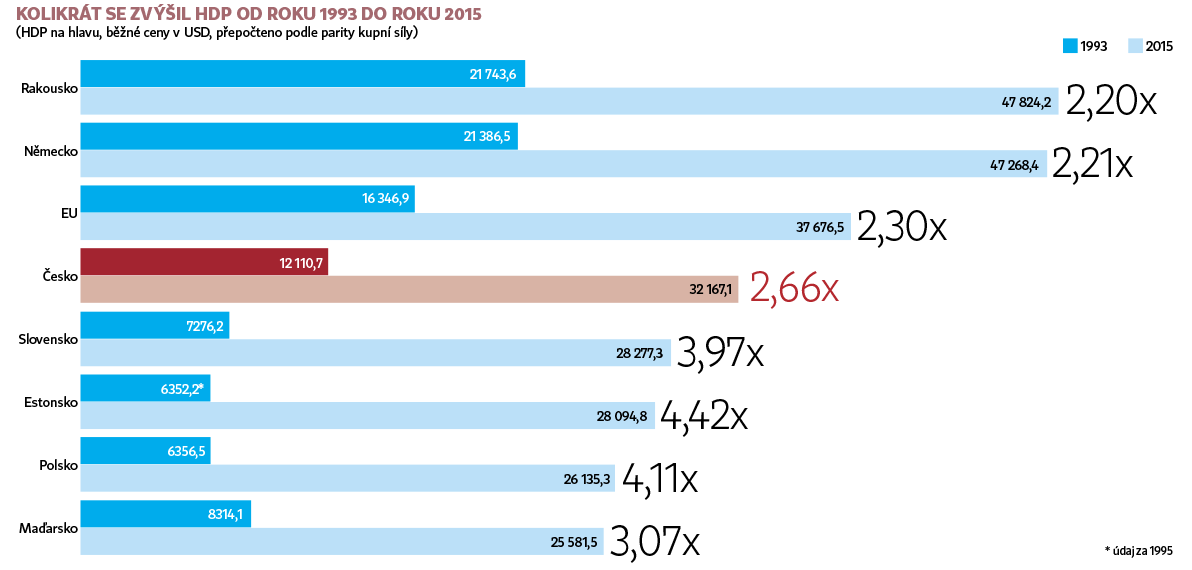 KOLIKRÁT SE ZVÝŠIL HDP OD ROKU 1993 DO ROKU 2015
(HDP na hlavu, běžné ceny v USD, přepočteno podle parity kupní síly)
1993 2015
Rakousko
21 743,6
47 824,2
2,20x
Německo
21 386,5
47 268,4
2,21x
EU
16 346,9
37 676,5
2,30x
Česko
12 110,7
32 167,1
2,66x
Slovensko
7276,2
28 277,3
3,97x
Estonsko
6352,2*
28 094,8
4,42x
Polsko
6356,5
26 135,3
4,11x
Maďarsko
8314,1
25 581,5
3,07x
* údaj za 1995